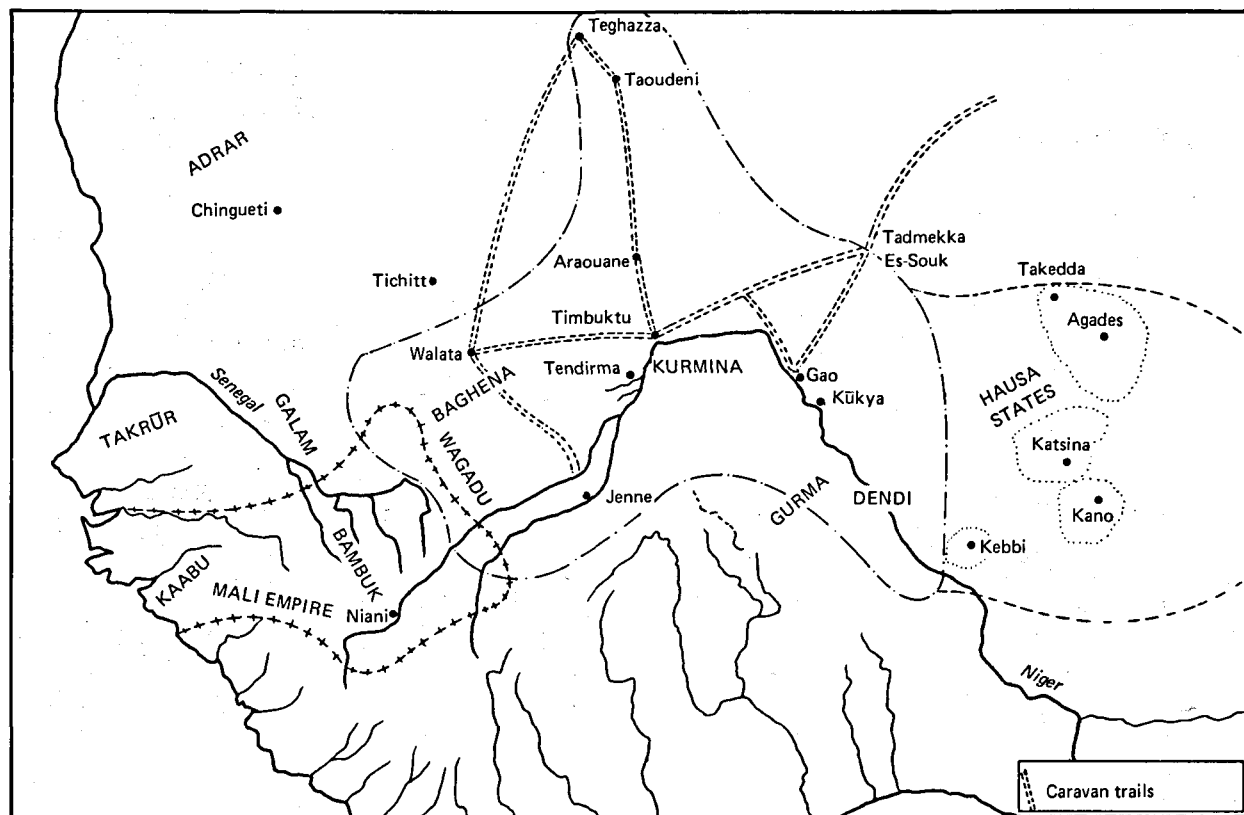 Teghazza
Taoudeni
ADRAR
Chingueti
Tadmekka
Es-Souk
Araouane
Tichitt
Takedda
Agades
Timbuktu
Walata
Tendirma
KURMINA
Gao
Kūkya
HAUSA
STATES
Senegal
GALAM
BAGHENA
TAKRŪR
WAGADU
Katsina
Jenne
GURMA
DENDI
Kano
BAMBUK
Kebbi
KAABU
MALI EMPIRE
Niani
Niger
Caravan trails